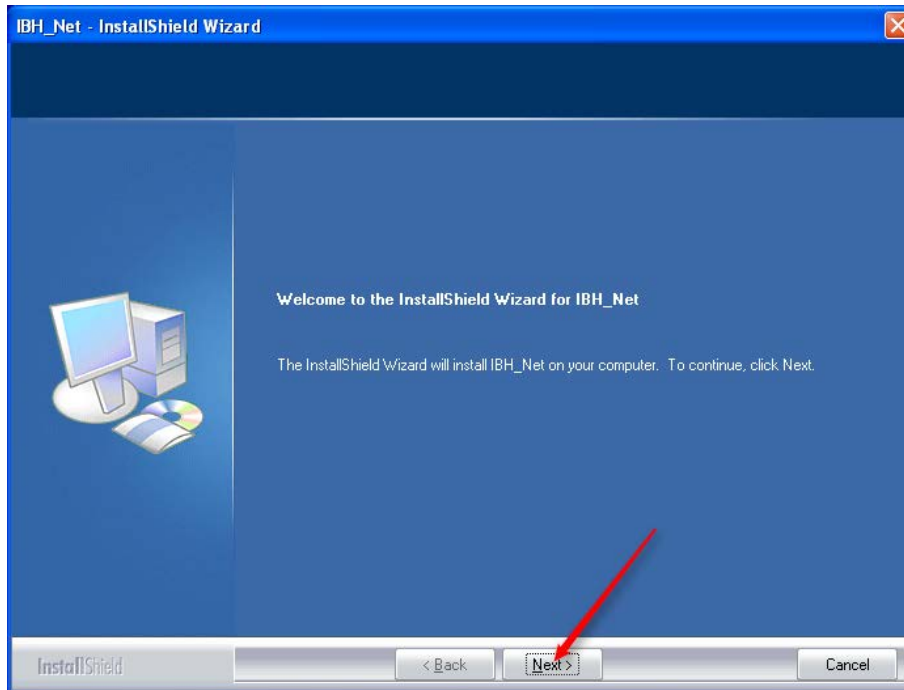 IBH_Net - InstallShield Wizard
Welcome to the InstallShield Wizard for IBH_Net
The InstallShield Wizard will install IBH_Net on your computer. To continue, click Next.
InstallShield
< Back
Next >
Cancel